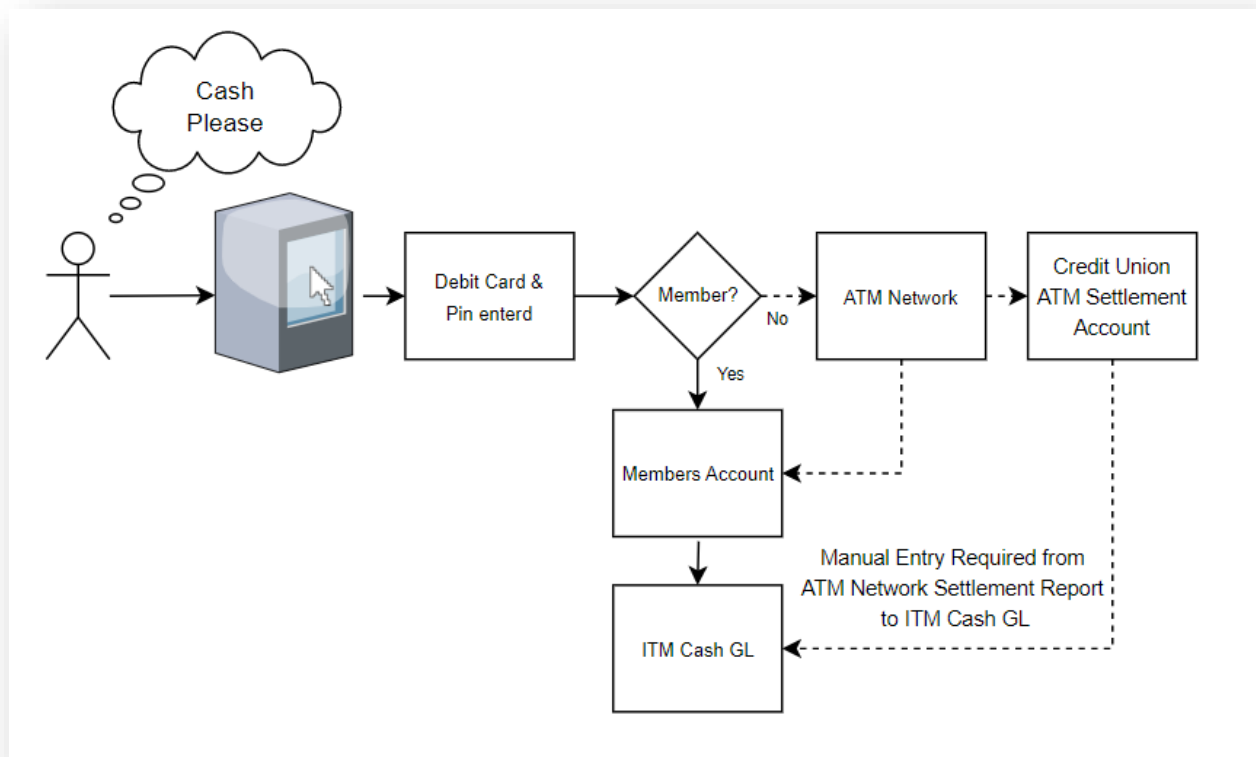 Cash
Please
Debit Card &
Pin enterd
Member?
No
ATM Network
Credit Union
ATM Settlement
Account
Yes
Members Account
Manual Entry Required from
ATM Network Settlement Report
to ITM Cash GL
ITM Cash GL